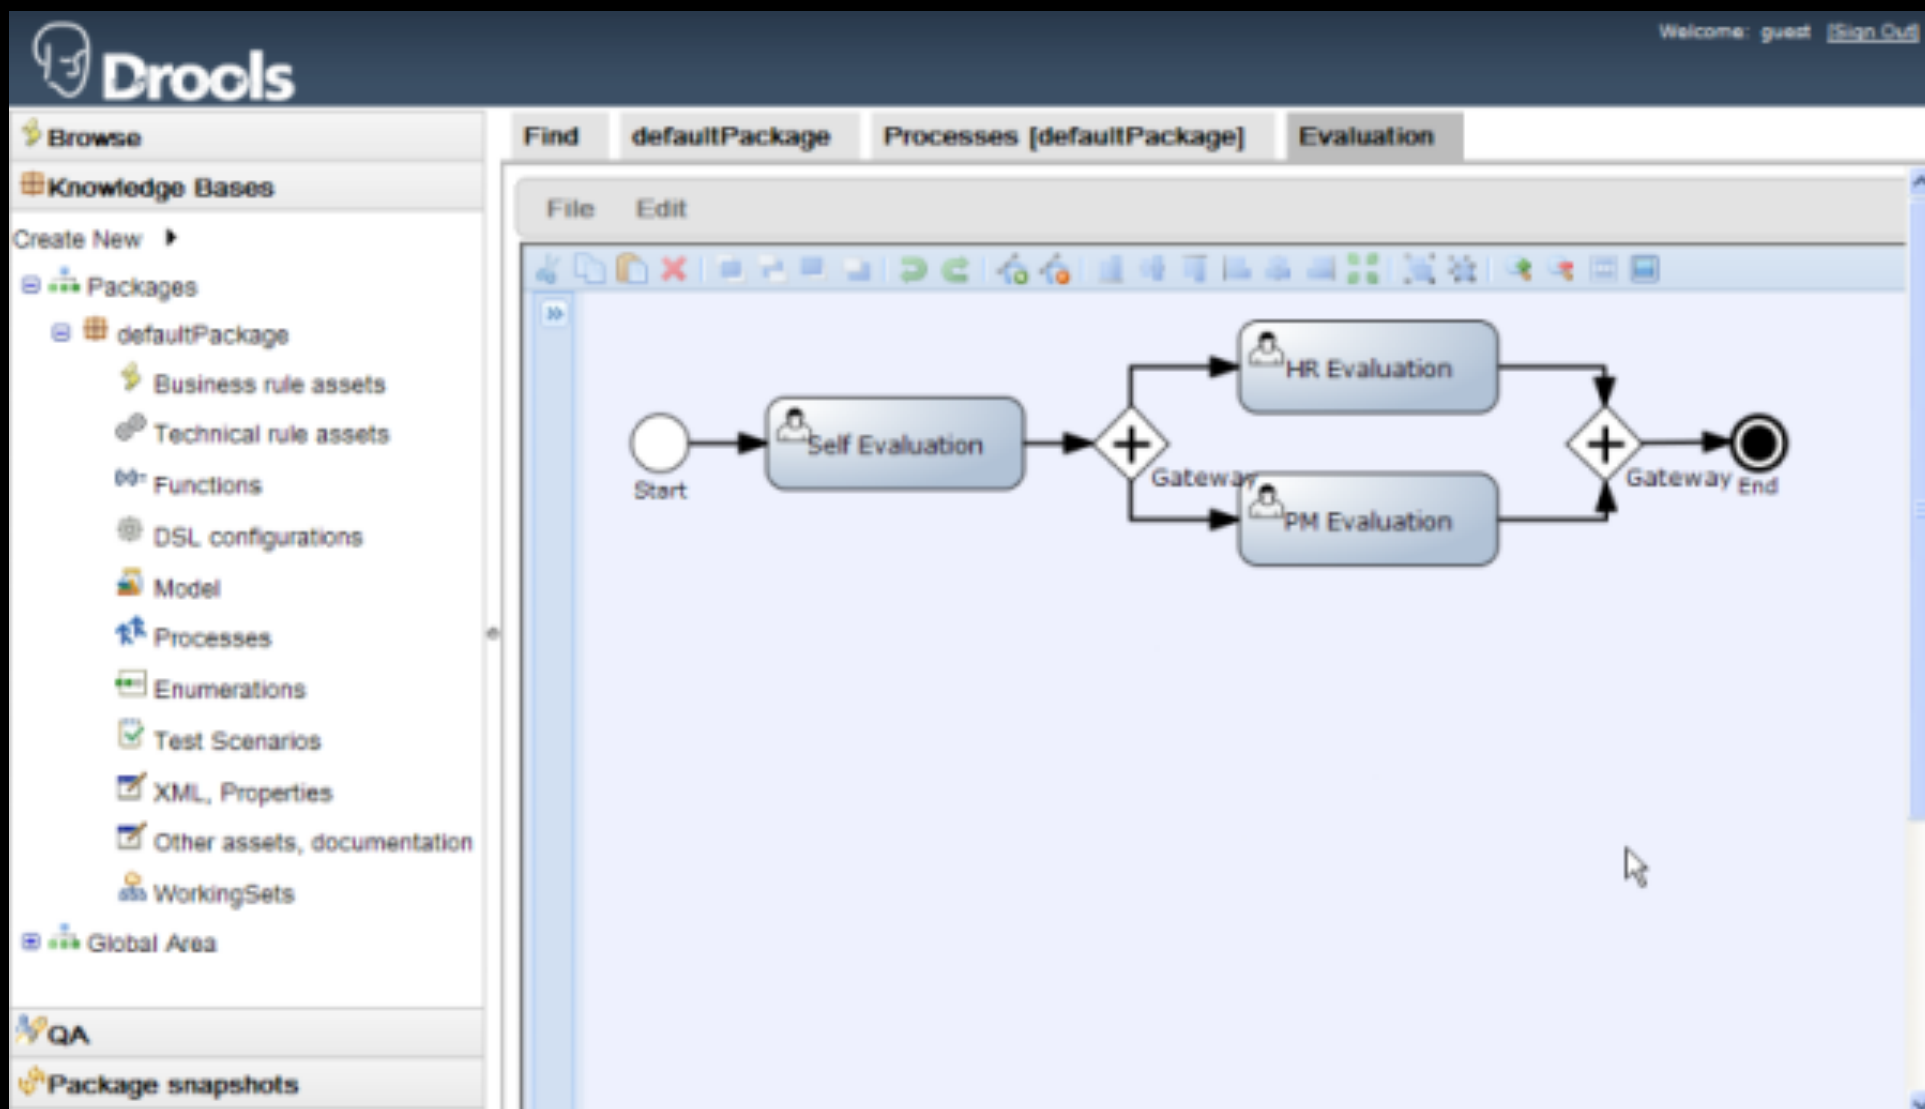 Welcome: guest [Sign Out]
Drools
Browse
Knowledge Bases
Create New
Packages
defaultPackage
Business rule assets
Technical rule assets
Functions
DSL configurations
Model
Processes
Enumerations
Test Scenarios
XML, Properties
Other assets, documentation
WorkingSets
Global Area
QA
Package snapshots
Find defaultPackage Processes [defaultPackage] Evaluation
File Edit
HR Evaluation
Self Evaluation
Start
Gateway
PM Evaluation
Gateway
End